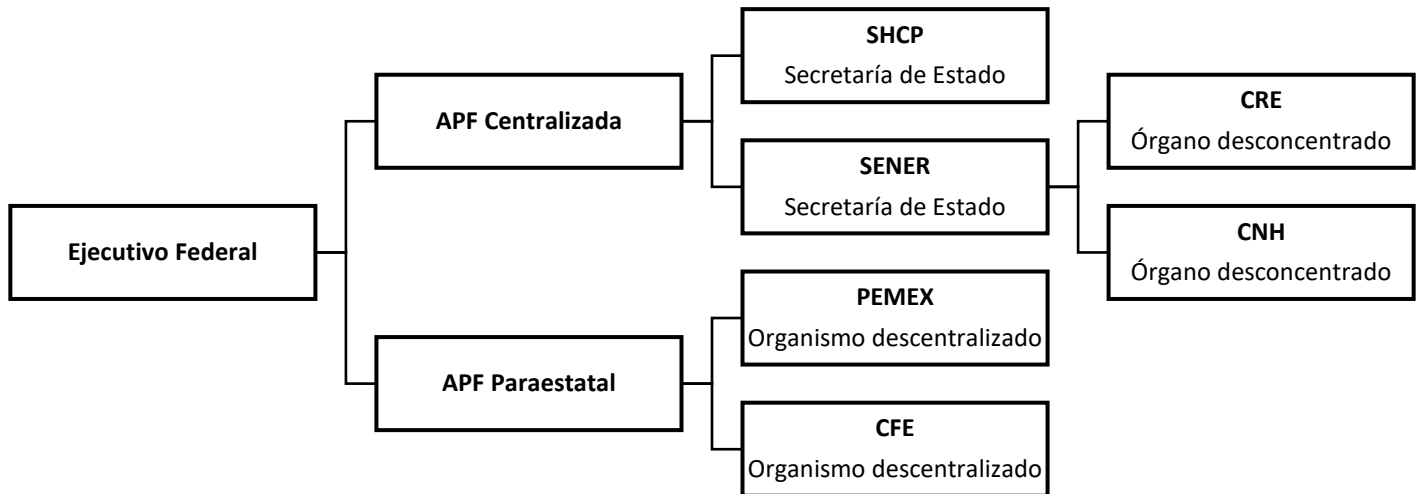 Ejecutivo Federal
APF Centralizada
SHCP
Secretaría de Estado
SENER
Secretaría de Estado
CRE
Órgano desconcentrado
CNH
Órgano desconcentrado
APF Paraestatal
PEMEX
Organismo descentralizado
CFE
Organismo descentralizado